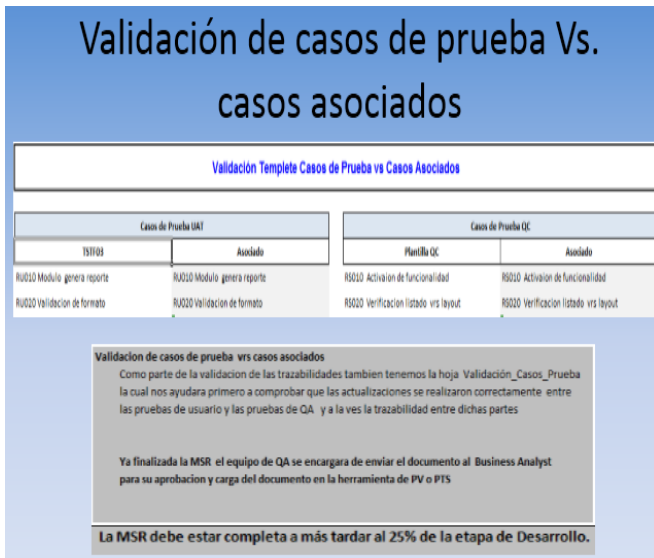 Validación de casos de prueba Vs.
casos asociados
Validación Templete Casos de Prueba vs Casos Asociados
Casos de Prueba UAT
Casos de Prueba QC
TSTF03
Asociado
Plantilla QC
Asociado
RU010 Modulo genera reporte
RU010 Modulo genera reporte
RS010 Activaion de funcionalidad
RS010 Activaion de funcionalidad
RU020 Validacion de formato
RU020 Validacion de formato
RS020 Verificacion listado vrs layout
RS020 Verificacion listado vrs layout
Validacion de casos de prueba vrs casos asociados
Como parte de la validacion de las trazabilidades tambien tenemos la hoja Validación_Casos_Prueba
la cual nos ayudara primero a comprobar que las actualizaciones se realizaron correctamente entre
las pruebas de usuario y las pruebas de QA y a la ves la trazabilidad entre dichas partes
Ya finalizada la MSR el equipo de QA se encargara de enviar el documento al Business Analyst
para su aprobacion y carga del documento en la herramienta de PV o PTS
La MSR debe estar completa a más tardar al 25% de la etapa de Desarrollo.